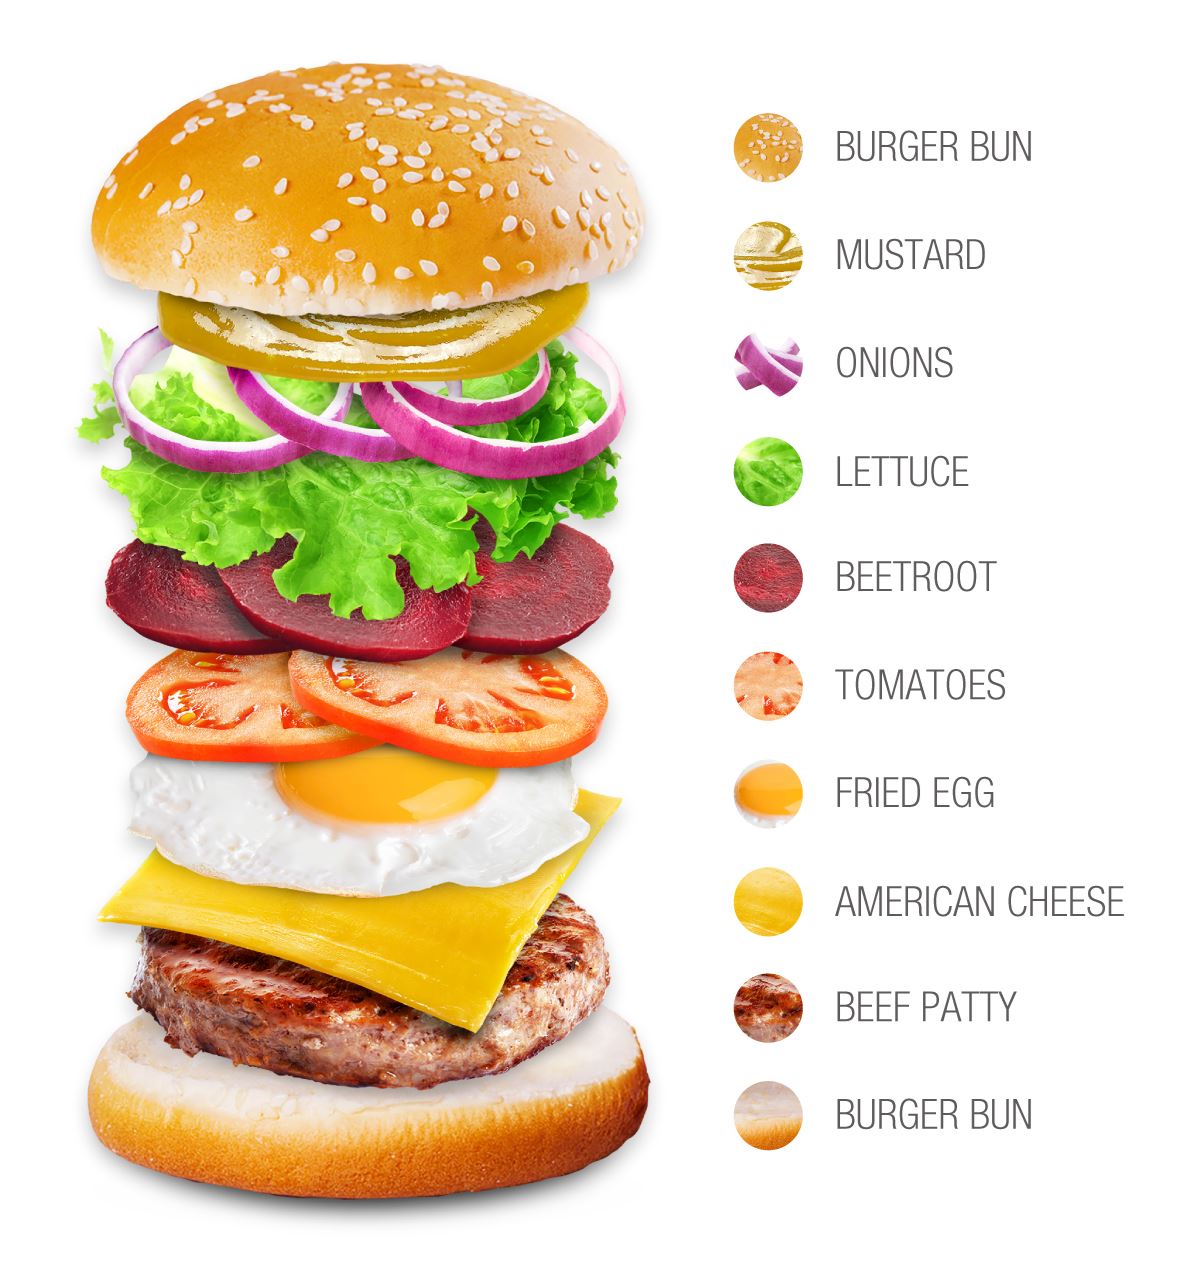 BURGER BUN
MUSTARD
ONIONS
LETTUCE
BEETROOT
TOMATOES
FRIED EGG
AMERICAN CHEESE
BEEF PATTY
BURGER BUN